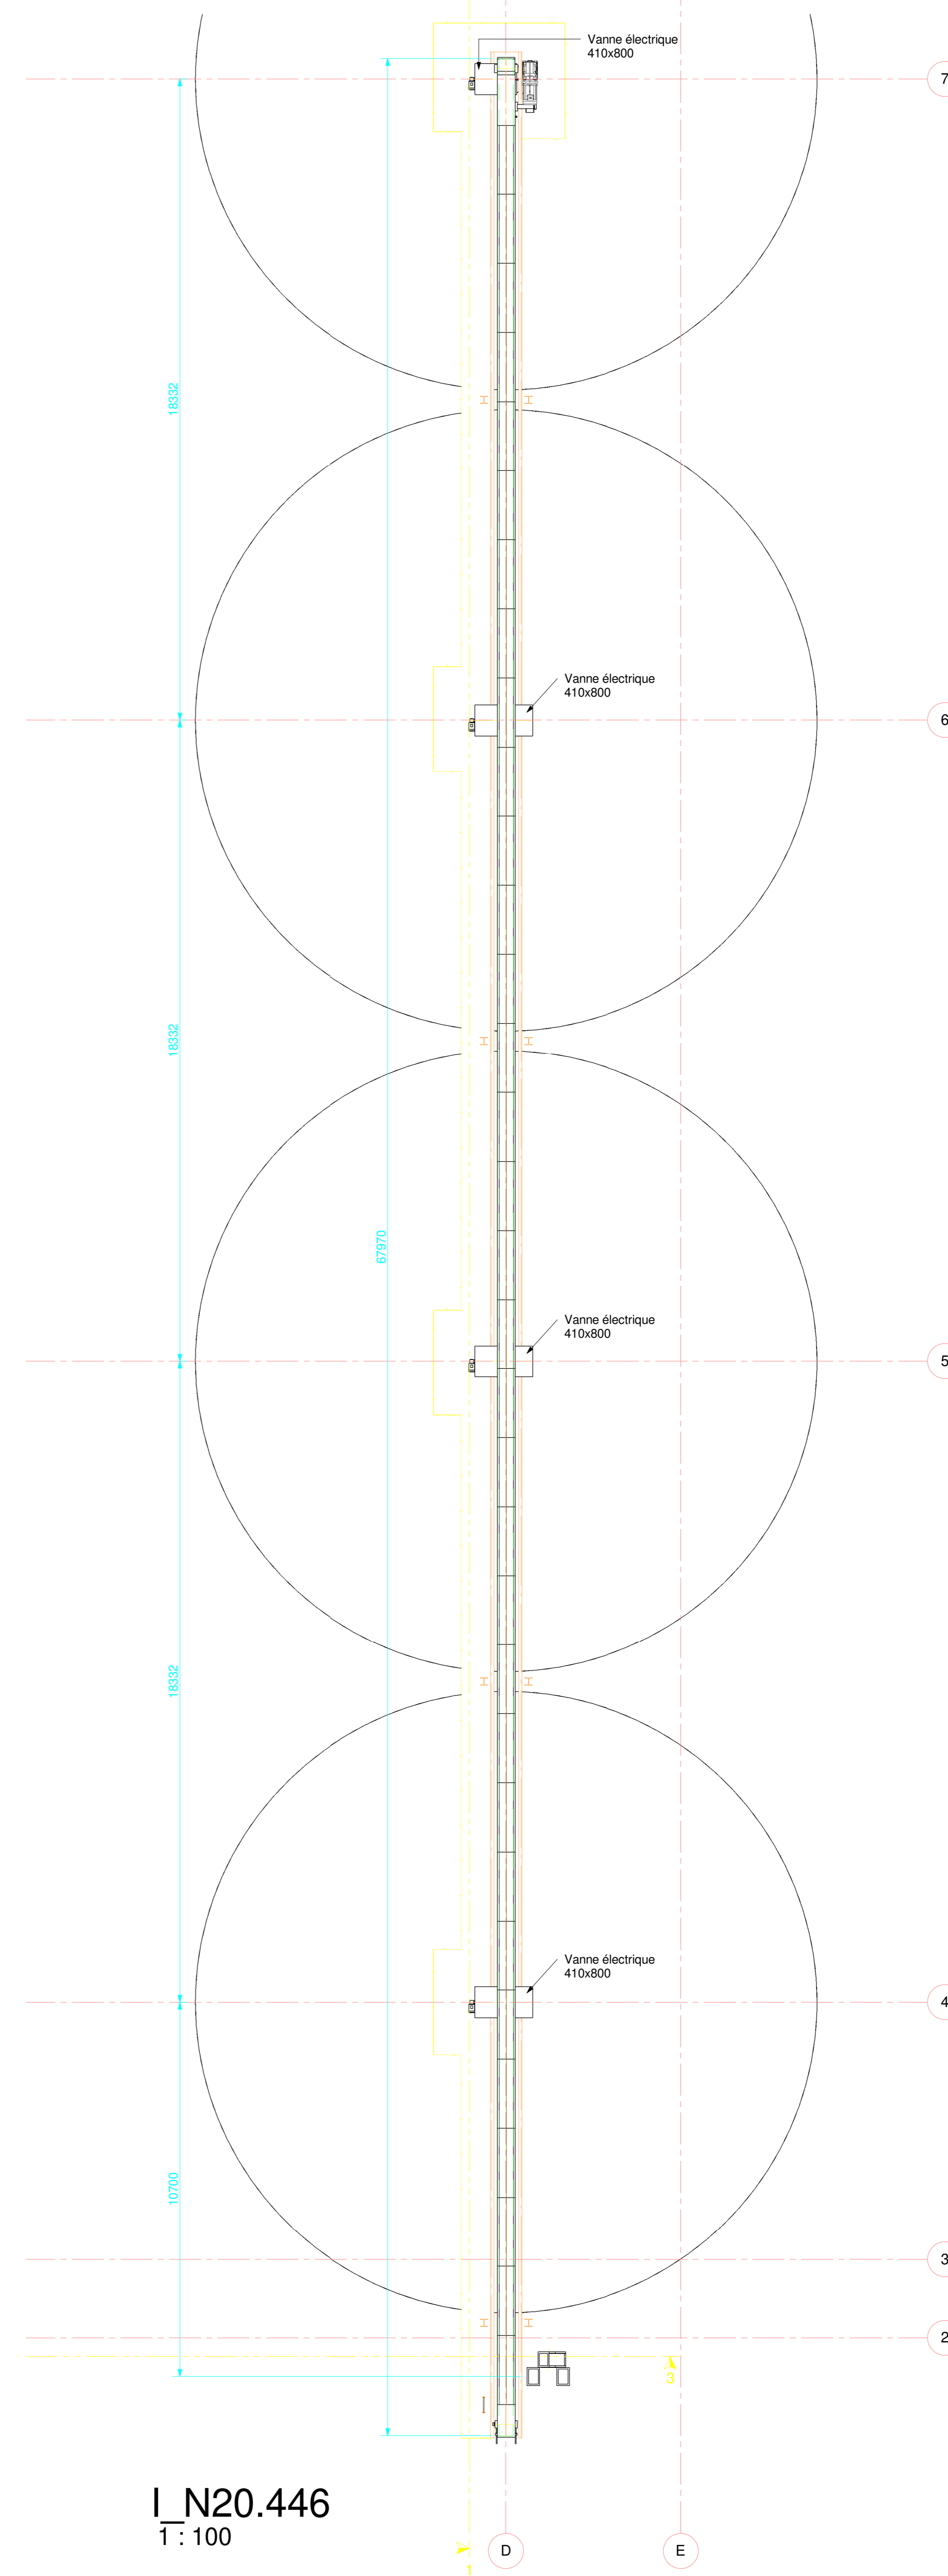 Vanne électrique
410x800
7
18332
Vanne électrique
410x800
6
18332
67970
Vanne électrique
410x800
5
18332
Vanne électrique
410x800
4
10700
3
2
3
I_N20.446
1 : 100
D
E
1